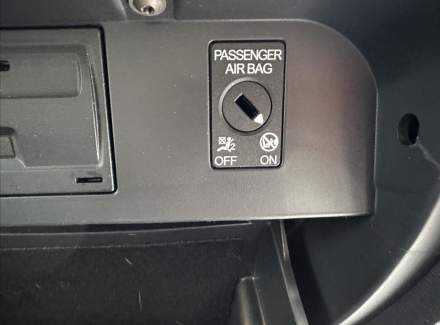 PASSENGER
AIR BAG
OFF ON